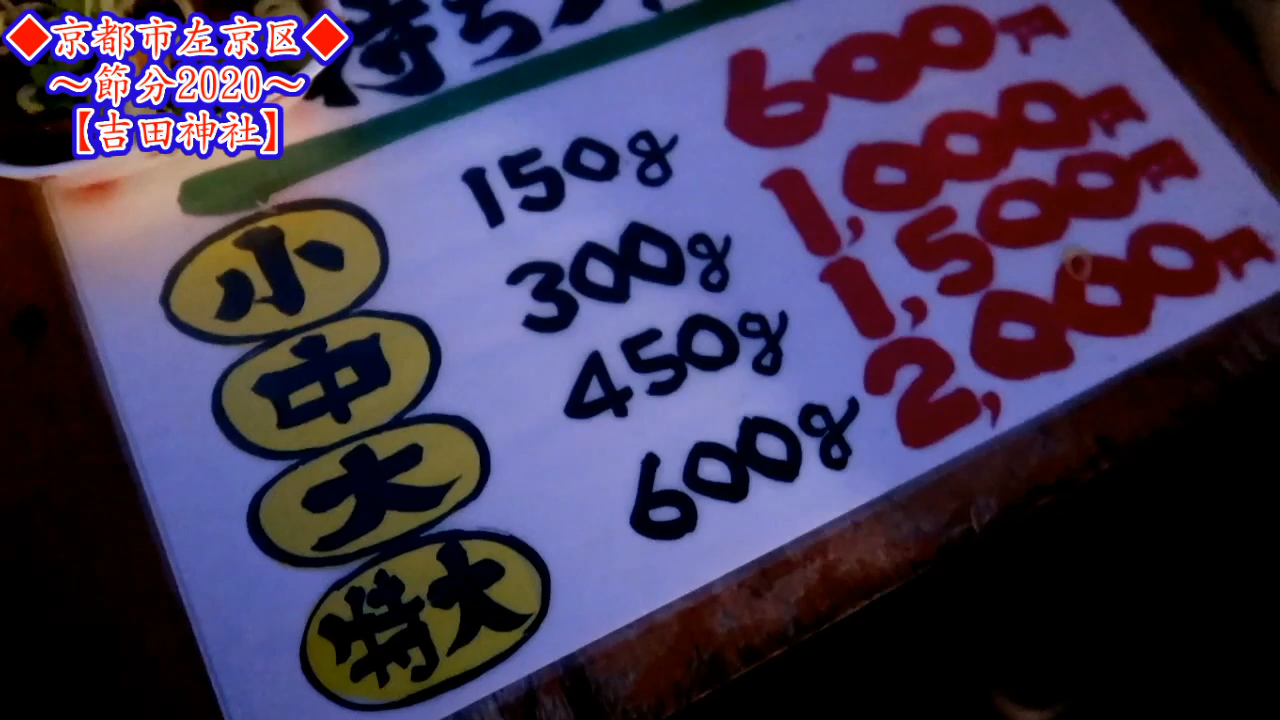 ◆京都市左京区◆
～節分2020～
【吉田神社】
持ち
小 150g 600円
中 300g 1,000円
大 450g 1,500円
特大 600g 2,000円